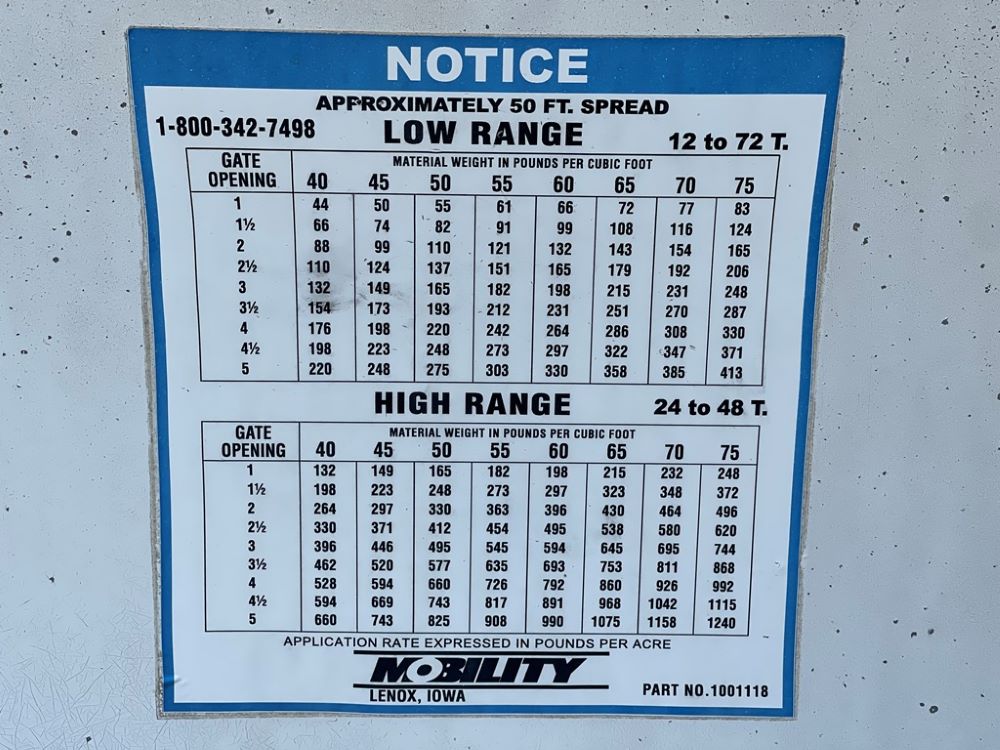 NOTICE
APPROXIMATELY 50 FT. SPREAD
1-800-342-7498 LOW RANGE 12 to 72 T.
GATE OPENING MATERIAL WEIGHT IN POUNDS PER CUBIC FOOT
40 45 50 55 60 65 70 75
1 44 50 55 61 66 72 77 83
1½ 66 74 82 91 99 108 116 124
2 88 99 110 121 132 143 154 165
2½ 110 124 137 151 165 179 192 206
3 132 149 165 182 198 215 231 248
3½ 154 173 193 212 231 251 270 287
4 176 198 220 242 264 286 308 330
4½ 198 223 248 273 297 322 347 371
5 220 248 275 303 330 358 385 413
HIGH RANGE 24 to 48 T.
GATE OPENING MATERIAL WEIGHT IN POUNDS PER CUBIC FOOT
40 45 50 55 60 65 70 75
1 132 149 165 182 198 215 232 248
1½ 198 223 248 273 297 323 348 372
2 264 297 330 363 396 430 464 496
2½ 330 371 412 454 495 538 580 620
3 396 446 495 545 594 645 695 744
3½ 462 520 577 635 693 753 811 868
4 528 594 660 726 792 860 926 992
4½ 594 669 743 817 891 968 1042 1115
5 660 743 825 908 990 1075 1158 1240
APPLICATION RATE EXPRESSED IN POUNDS PER ACRE
MOBILITY
LENOX, IOWA PART NO.1001118